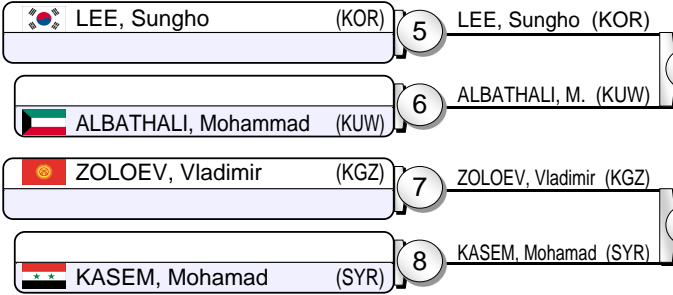 LEE, Sungho (KOR) 5 LEE, Sungho (KOR)
ALBATHALI, Mohammad (KUW) 6 ALBATHALI, M. (KUW)
ZOLOEV, Vladimir (KGZ) 7 ZOLOEV, Vladimir (KGZ)
KASEM, Mohamad (SYR) 8 KASEM, Mohamad (SYR)